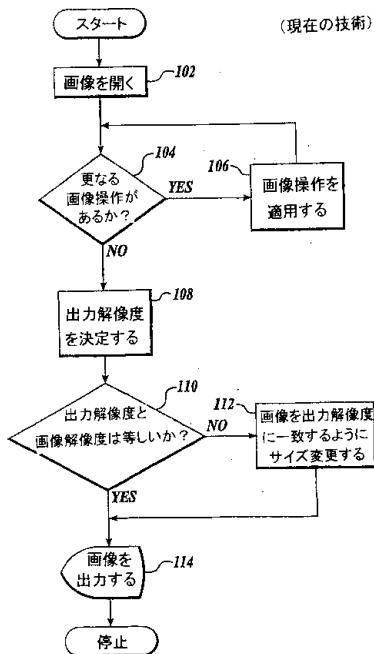 スタート
(現在の技術)
画像を開く
102
104
更なる
画像操作が
あるか?
YES
106
画像操作を
適用する
NO
108
出力解像度
を決定する
110
出力解像度と
画像解像度は等しいか?
NO
112
画像を出力解像度
に一致するように
サイズ変更する
YES
画像を
出力する
114
停止